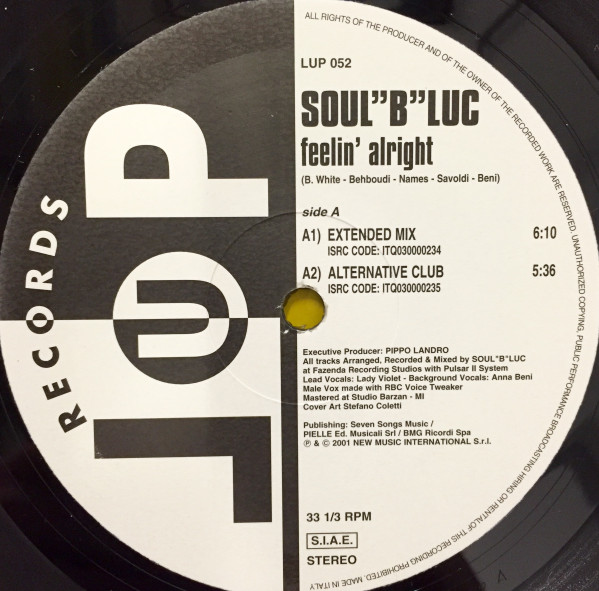 ALL RIGHTS OF THE PRODUCER AND OF THE OWNER OF THE RECORDED WORK ARE RESERVED. UNAUTHORIZED COPYING, PUBLIC PERFORMANCE BROADCASTING HIRING OR RENTAL OF THIS RECORDING PROHIBITED. MADE IN ITALY
LUP RECORDS
LUP 052
SOUL"B"LUC
feelin' alright
(B. White - Behboudi - Names - Savoldi - Beni)
side A
A1) EXTENDED MIX 6:10
ISRC CODE: ITQ030000234
A2) ALTERNATIVE CLUB 5:36
ISRC CODE: ITQ030000235
Executive Producer: PIPPO LANDRO
All tracks Arranged, Recorded & Mixed by SOUL"B"LUC
at Fazenda Recording Studios with Pulsar II System
Lead Vocals: Lady Violet - Background Vocals: Anna Beni
Male Vox made with RBC Voice Tweaker
Mastered at Studio Barzan - MI
Cover Art Stefano Coletti
Publishing: Seven Songs Music /
PIELLE Ed. Musicali Srl / BMG Ricordi Spa
℗ & © 2001 NEW MUSIC INTERNATIONAL S.r.l.
33 1/3 RPM
S.I.A.E.
STEREO